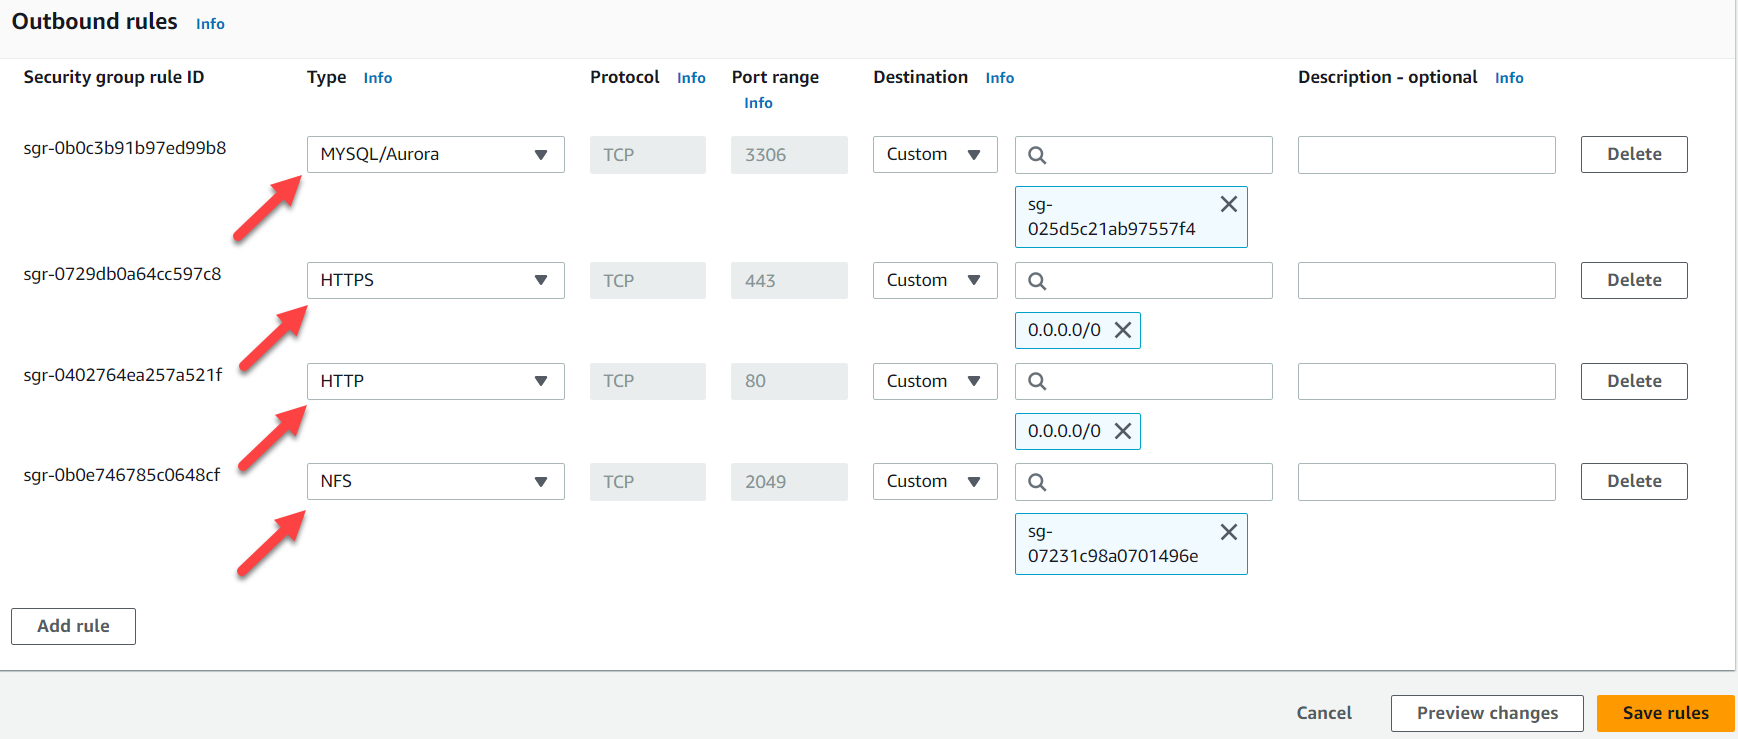 Outbound rules Info
Security group rule ID Type Info Protocol Info Port range Info Destination Info Description - optional Info
sgr-0b0c3b91b97ed99b8 MYSQL/Aurora TCP 3306 Custom Delete
sg-
025d5c21ab97557f4
sgr-0729db0a64cc597c8 HTTPS TCP 443 Custom Delete
0.0.0.0/0
sgr-0402764ea257a521f HTTP TCP 80 Custom Delete
0.0.0.0/0
sgr-0b0e746785c0648cf NFS TCP 2049 Custom Delete
sg-
07231c98a0701496e
Add rule
Cancel Preview changes Save rules